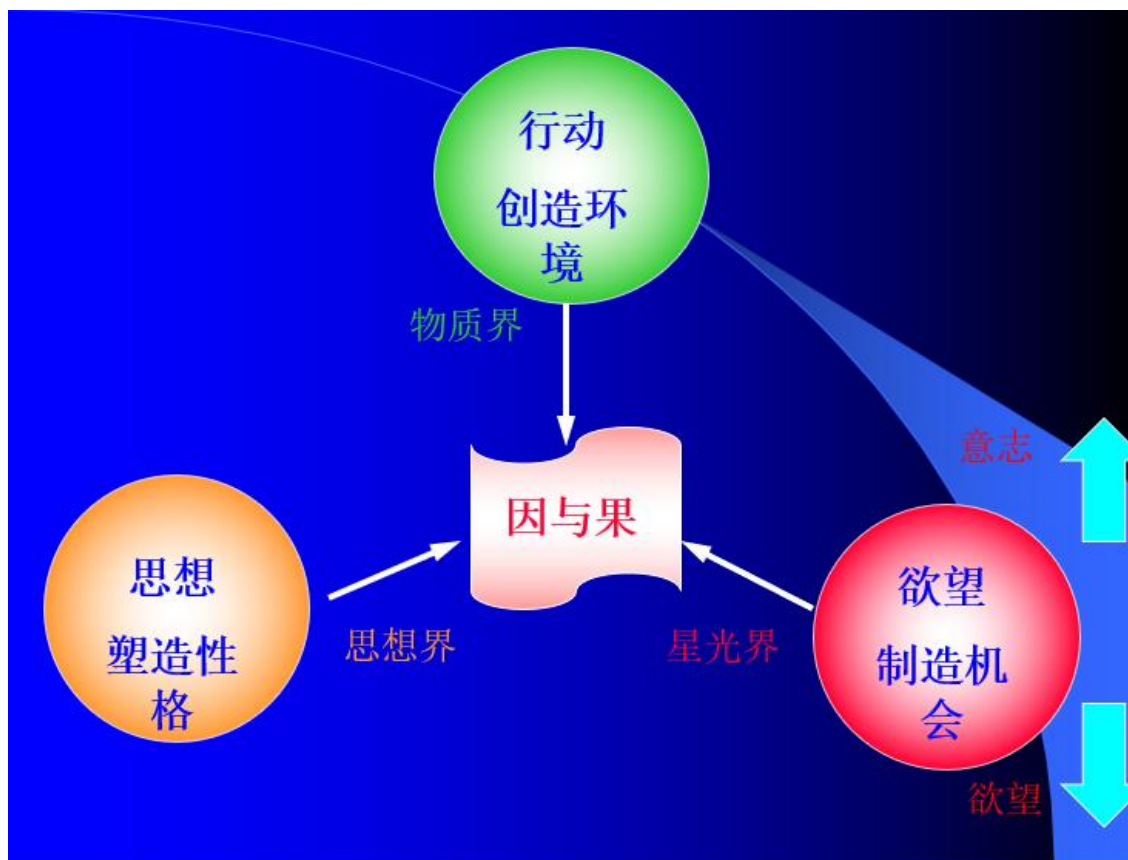 行动
创造环
境
物质界
意志
因与果
思想
塑造性
格
思想界
星光界
欲望
制造机
会
欲望